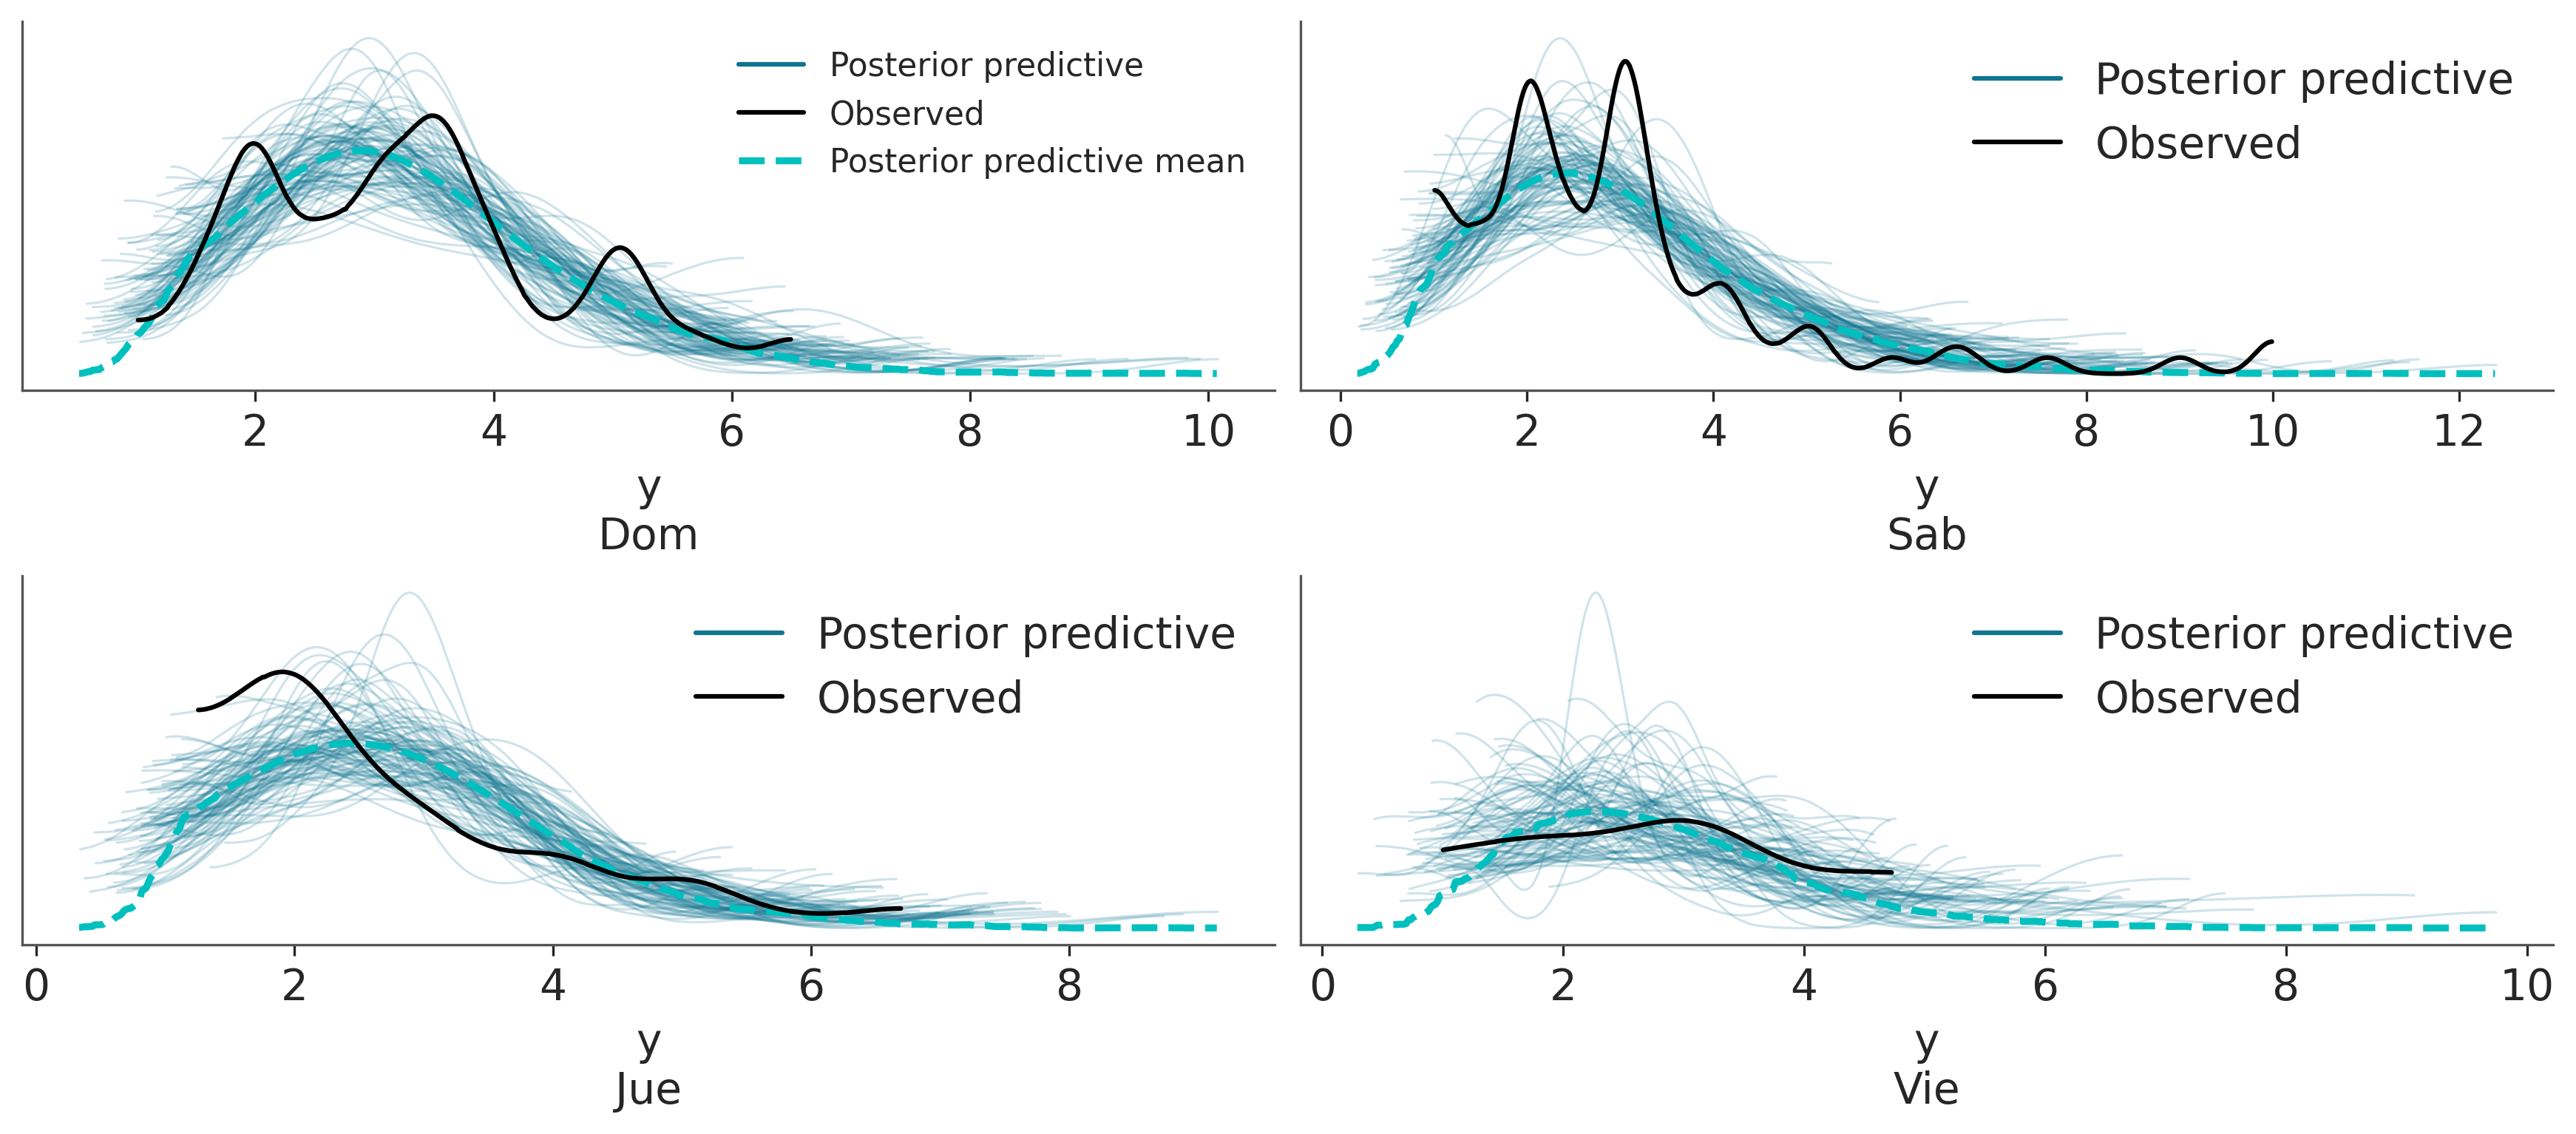 Posterior predictive
Observed
Posterior predictive mean
2 4 6 8 10
y
Dom
Posterior predictive
Observed
0 2 4 6 8 10 12
y
Sab
Posterior predictive
Observed
0 2 4 6 8
y
Jue
Posterior predictive
Observed
0 2 4 6 8 10
y
Vie